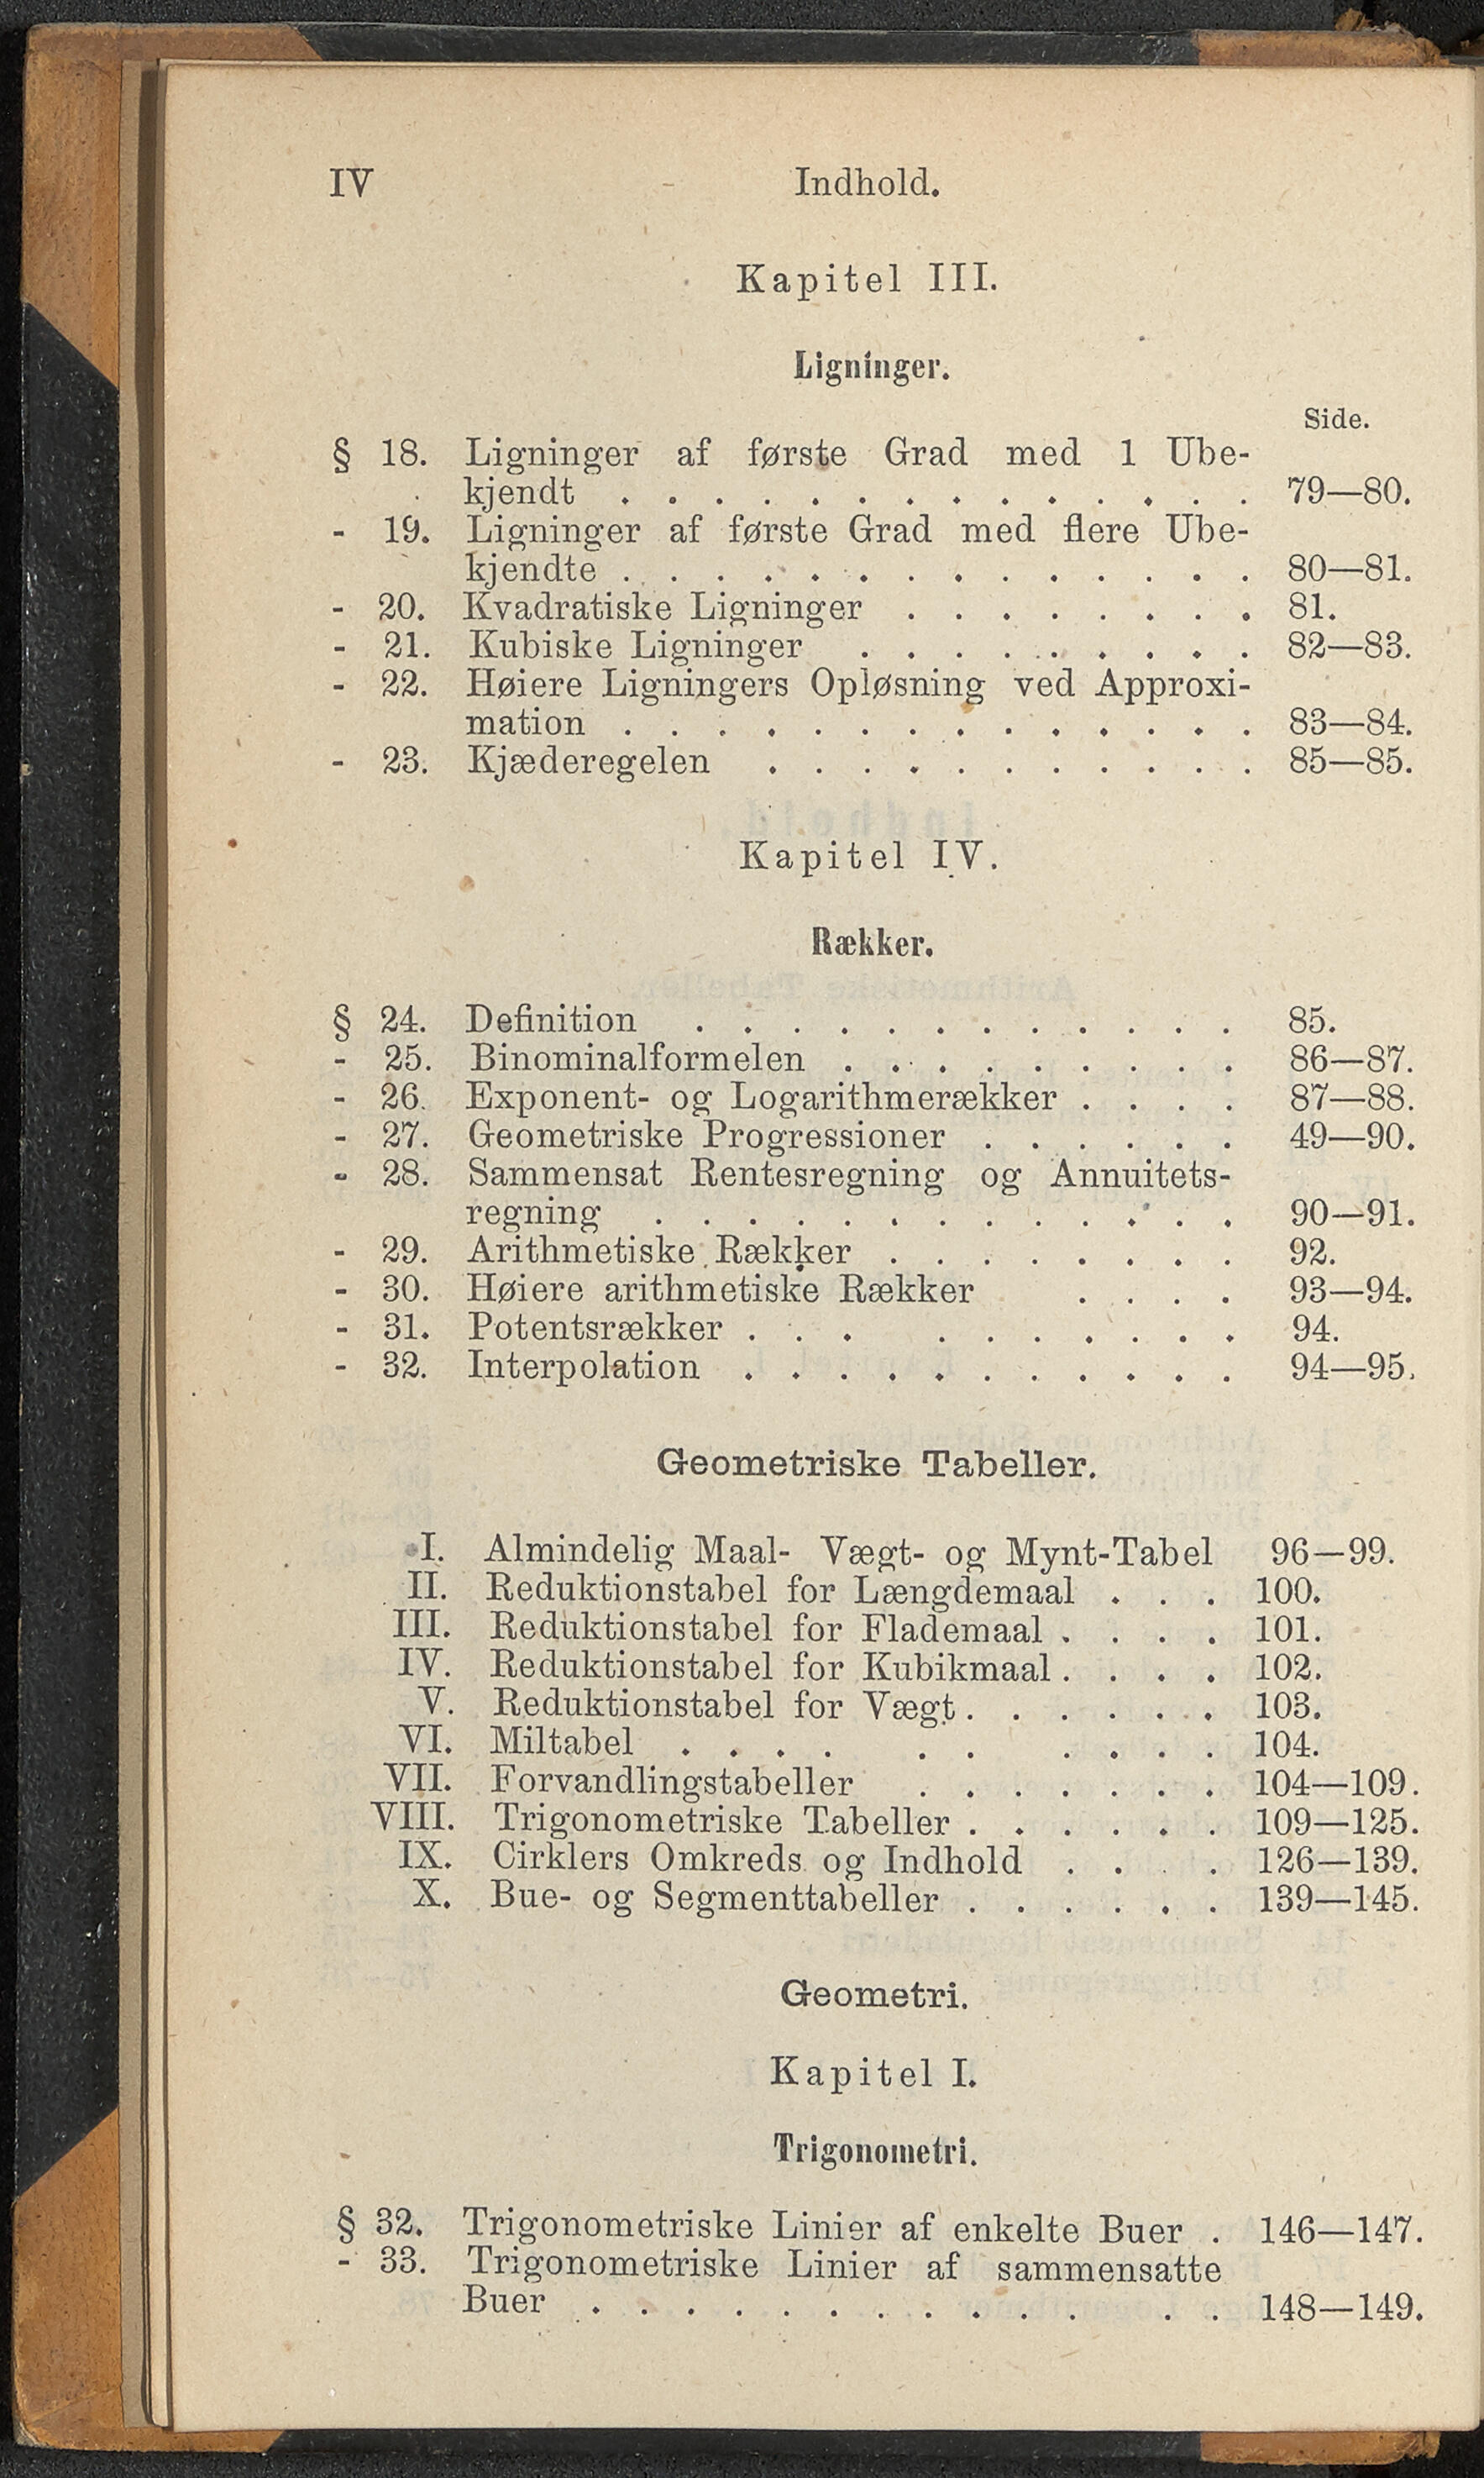 IV Indhold.
Kapitel III.
Ligninger.
Side.
§ 18. Ligninger af første Grad med 1 Ube-
kjendt . . . . . . . . . . . . . . 79—80.
- 19. Ligninger af første Grad med flere Ube-
kjendte . . . . . . . . . . . . . . 80—81.
- 20. Kvadratiske Ligninger . . . . . . . . 81.
- 21. Kubiske Ligninger . . . . . . . . . 82—83.
- 22. Høiere Ligningers Opløsning ved Approxi-
mation . . . . . . . . . . . . . . 83—84.
- 23. Kjæderegelen . . . . . . . . . . . 85—85.
Kapitel IV.
Rækker.
§ 24. Definition . . . . . . . . . . . . 85.
- 25. Binominalformelen . . . . . . . . . 86—87.
- 26. Exponent- og Logarithmerækker . . . . 87—88.
- 27. Geometriske Progressioner . . . . . . 49—90.
- 28. Sammensat Rentesregning og Annuitets-
regning . . . . . . . . . . . . . 90—91.
- 29. Arithmetiske Rækker . . . . . . . . 92.
- 30. Høiere arithmetiske Rækker . . . . 93—94.
- 31. Potentsrækker . . . . . . . . . . 94.
- 32. Interpolation . . . . . . . . . . . 94—95.
Geometriske Tabeller.
I. Almindelig Maal- Vægt- og Mynt-Tabel 96—99.
II. Reduktionstabel for Længdemaal . . . 100.
III. Reduktionstabel for Flademaal . . . . 101.
IV. Reduktionstabel for Kubikmaal . . . . 102.
V. Reduktionstabel for Vægt . . . . . . 103.
VI. Miltabel . . . . . . . . . . 104.
VII. Forvandlingstabeller . . . . . . . 104—109.
VIII. Trigonometriske Tabeller . . . . . . 109—125.
IX. Cirklers Omkreds og Indhold . . . . 126—139.
X. Bue- og Segmenttabeller . . . . . . 139—145.
Geometri.
Kapitel I.
Trigonometri.
§ 32. Trigonometriske Linier af enkelte Buer . 146—147.
- 33. Trigonometriske Linier af sammensatte
Buer . . . . . . . . . . . . . 148—149.